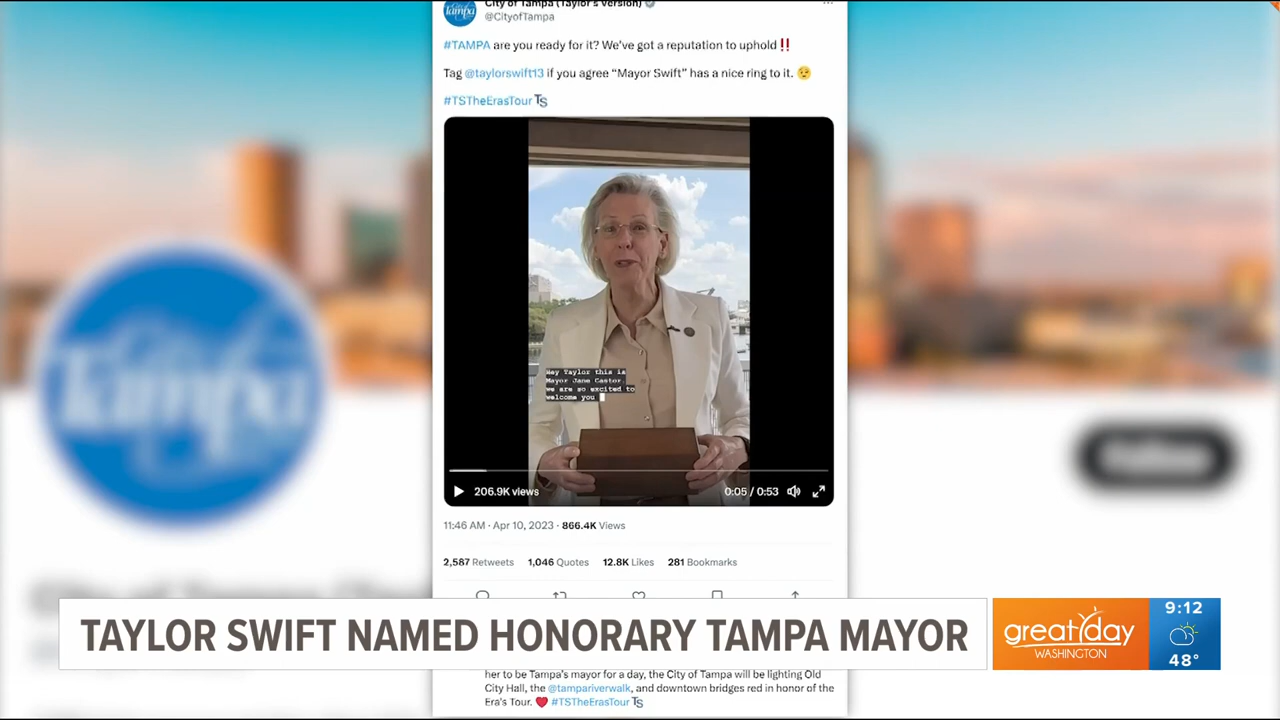 City of Tampa (Taylor's Version)
@CityofTampa
#TAMPA are you ready for it? We've got a reputation to uphold ‼
Tag @taylorswift13 if you agree “Mayor Swift” has a nice ring to it. 😉
#TSTheErasTour TS
Hey Taylor this is
Mayor Jane Castor.
we are so excited to
welcome you
206.9K views
0:05 / 0:53
11:46 AM · Apr 10, 2023 · 866.4K Views
2,587 Retweets 1,046 Quotes 12.8K Likes 281 Bookmarks
TAYLOR SWIFT NAMED HONORARY TAMPA MAYOR
great day
WASHINGTON
9:12
48°
her to be Tampa's mayor for a day, the City of Tampa will be lighting Old
City Hall, the @tampariverwalk, and downtown bridges red in honor of the
Era's Tour. ❤ #TSTheErasTour TS
City of Tampa
Follow